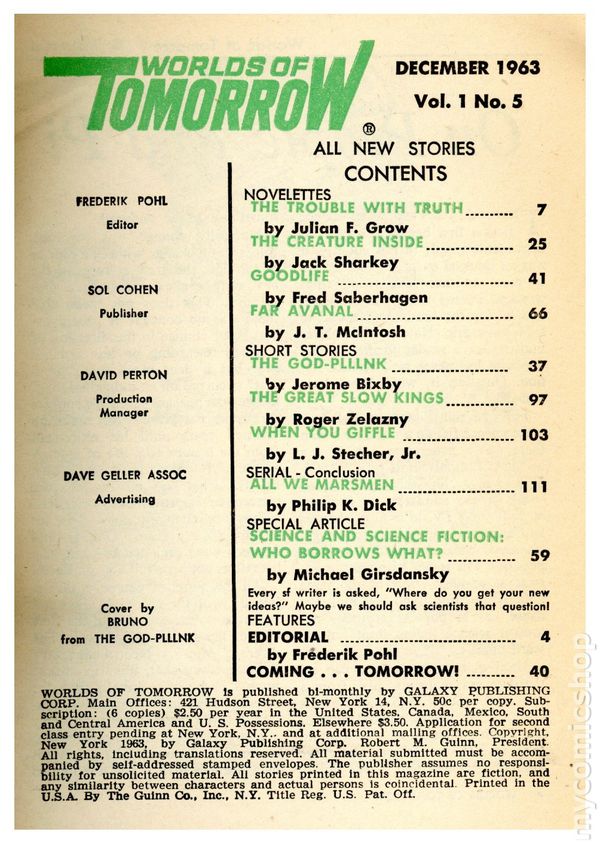 WORLDS OF
TOMORROW
®
DECEMBER 1963
Vol. 1 No. 5
ALL NEW STORIES
CONTENTS
FREDERIK POHL
Editor
SOL COHEN
Publisher
DAVID PERTON
Production
Manager
DAVE GELLER ASSOC
Advertising
Cover by
BRUNO
from THE GOD-PLLLNK
NOVELETTES
THE TROUBLE WITH TRUTH .......... 7
by Julian F. Grow
THE CREATURE INSIDE .......... 25
by Jack Sharkey
GOODLIFE .......... 41
by Fred Saberhagen
FAR AVANAL .......... 66
by J. T. McIntosh
SHORT STORIES
THE GOD-PLLLNK .......... 37
by Jerome Bixby
THE GREAT SLOW KINGS .......... 97
by Roger Zelazny
WHEN YOU GIFFLE .......... 103
by L. J. Stecher, Jr.
SERIAL - Conclusion
ALL WE MARSMEN .......... 111
by Philip K. Dick
SPECIAL ARTICLE
SCIENCE AND SCIENCE FICTION:
WHO BORROWS WHAT? .......... 59
by Michael Girsdansky
Every sf writer is asked, "Where do you get your new
ideas?" Maybe we should ask scientists that question!
FEATURES
EDITORIAL .......... 4
by Frederik Pohl
COMING . . . TOMORROW! .......... 40
WORLDS OF TOMORROW is published bi-monthly by GALAXY PUBLISHING
CORP. Main Offices: 421 Hudson Street, New York 14, N.Y. 50c per copy. Sub-
scription: (6 copies) $2.50 per year in the United States, Canada, Mexico, South
and Central America and U. S. Possessions. Elsewhere $3.50. Application for second
class entry pending at New York, N.Y.. and at additional mailing offices. Copyright,
New York 1963, by Galaxy Publishing Corp. Robert M. Guinn, President.
All rights, including translations reserved. All material submitted must be accom-
panied by self-addressed stamped envelopes. The publisher assumes no responsi-
bility for unsolicited material. All stories printed in this magazine are fiction, and
any similarity between characters and actual persons is coincidental. Printed in the
U.S.A. By The Guinn Co., Inc., N.Y. Title Reg. U.S. Pat. Off.
mycomicshop